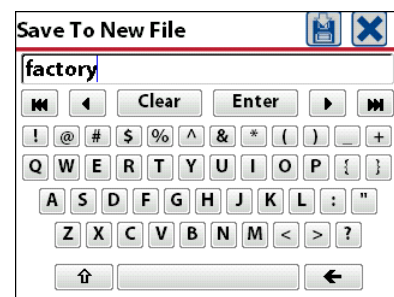 Save To New File
factory
Clear Enter
! @ # $ % ^ & * ( ) _ +
Q W E R T Y U I O P { }
A S D F G H J K L : "
Z X C V B N M < > ?